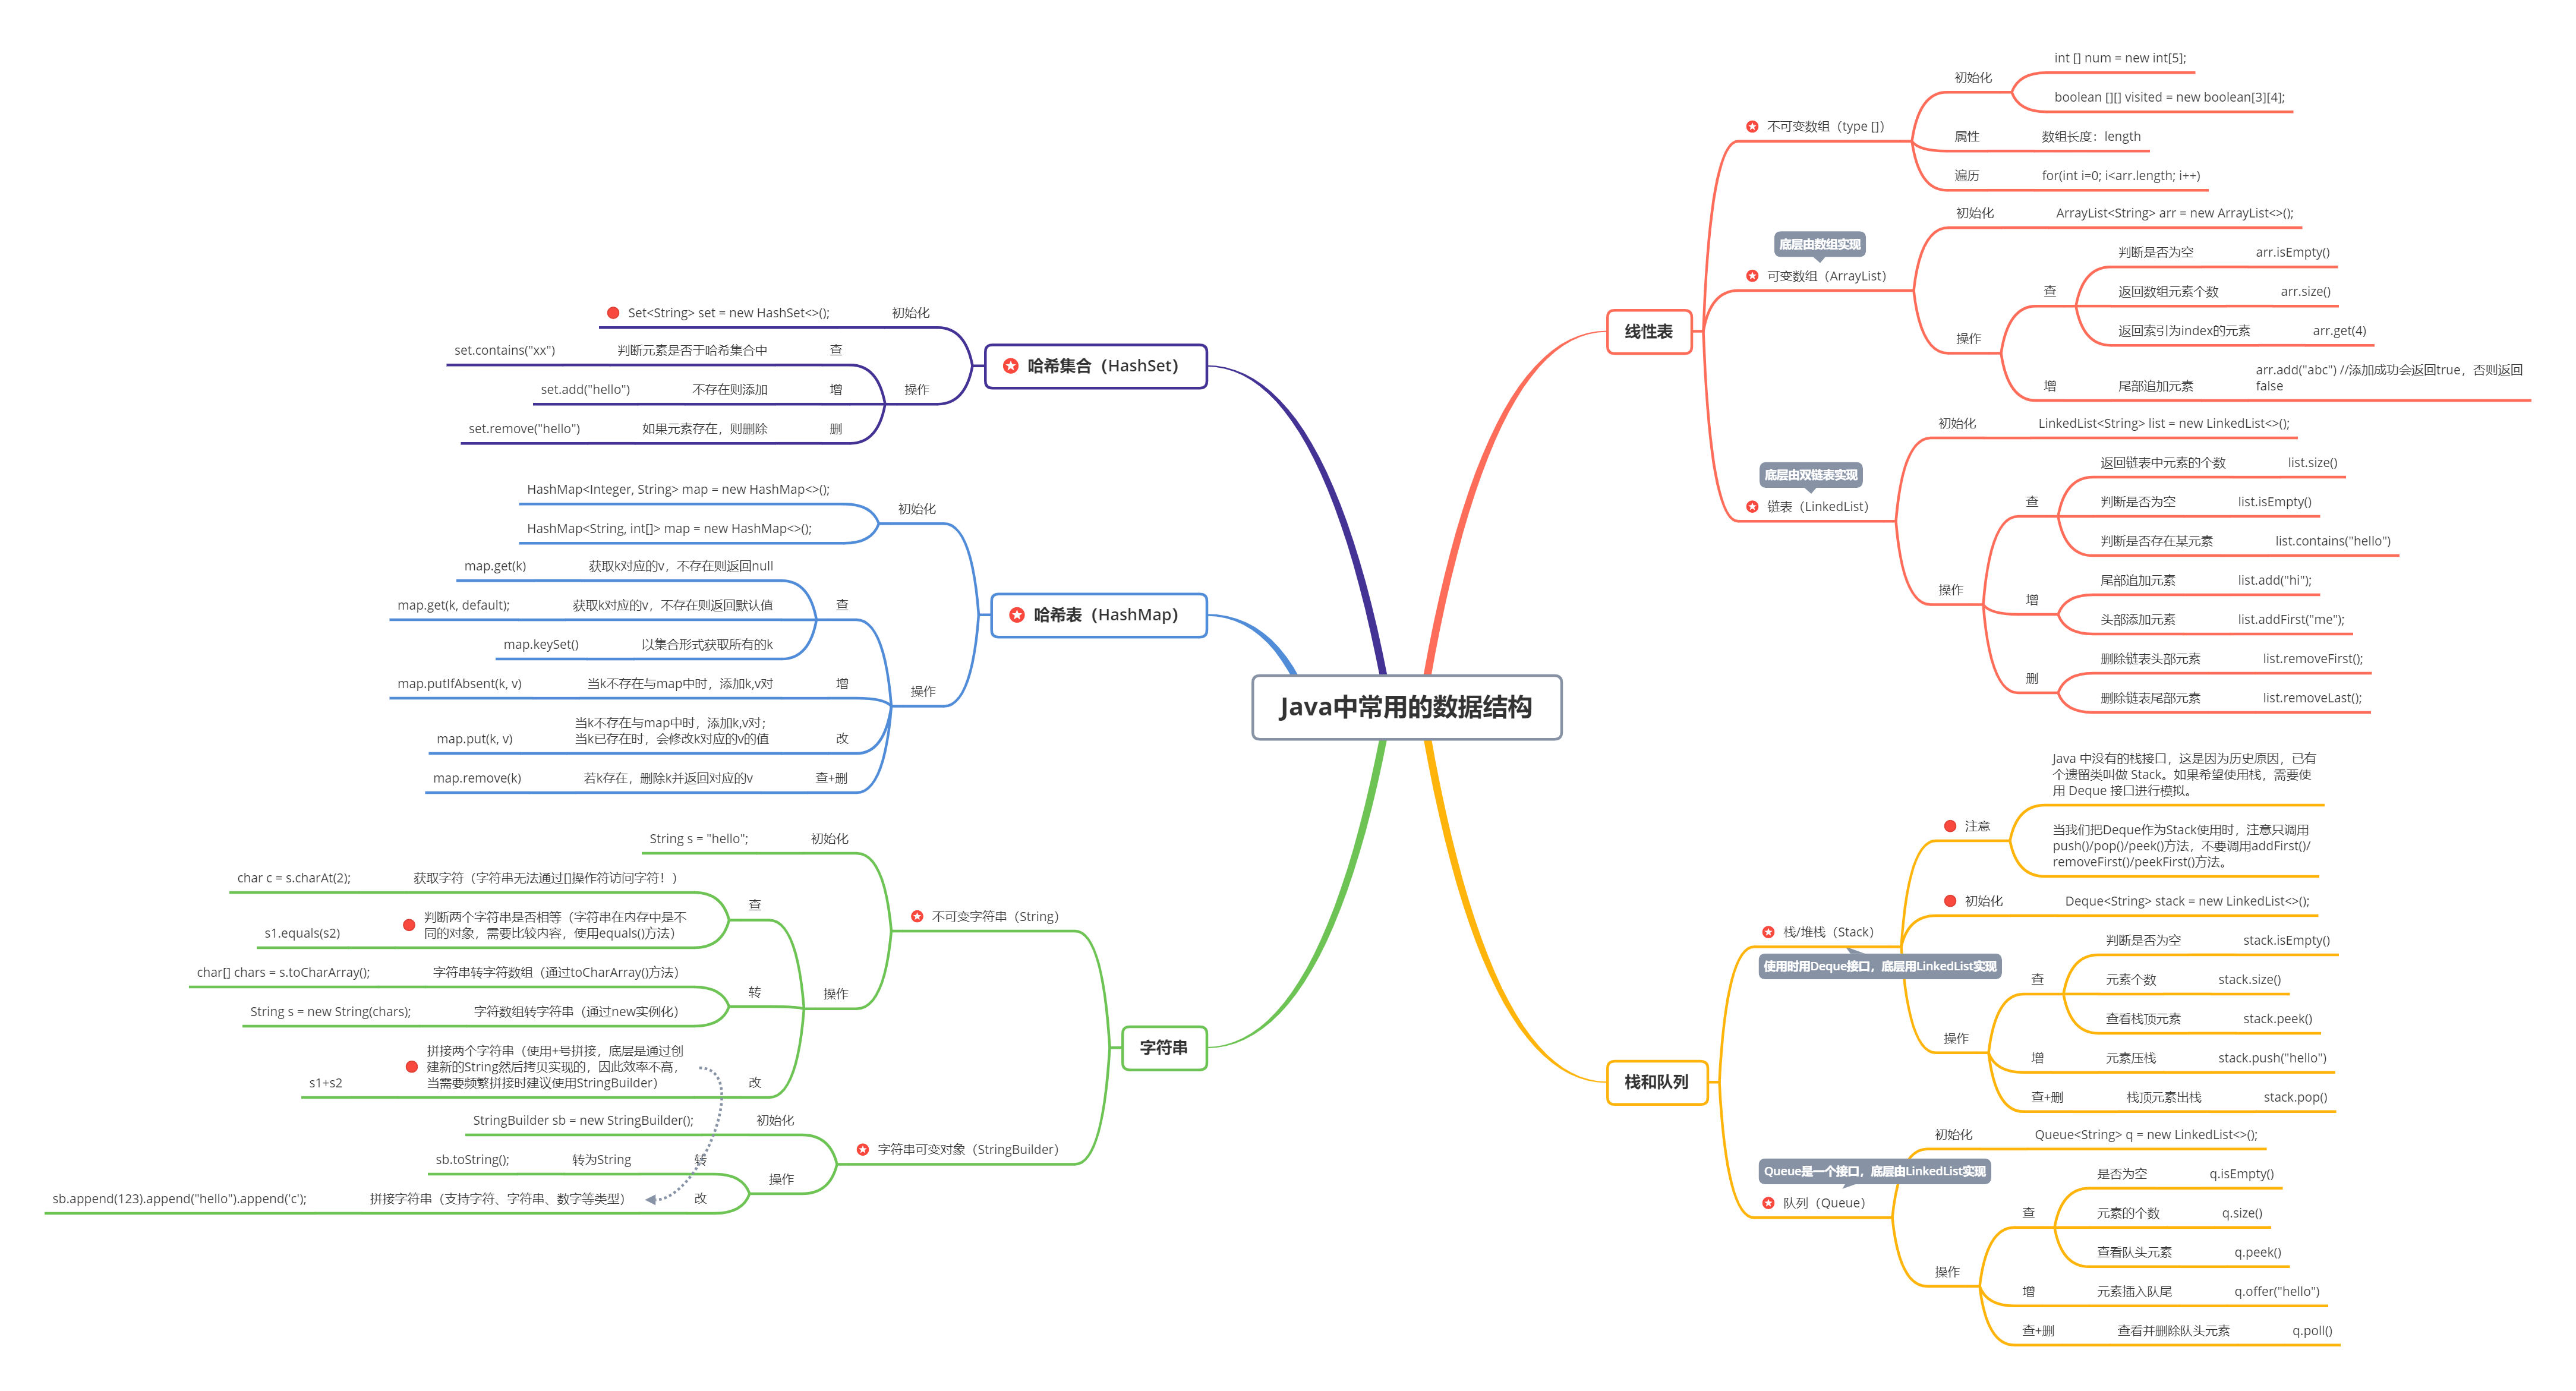 Java中常用的数据结构
线性表
不可变数组（type []）
初始化
int [] num = new int[5];
boolean [][] visited = new boolean[3][4];
属性
数组长度：length
遍历
for(int i=0; i<arr.length; i++)
底层由数组实现
可变数组（ArrayList）
初始化
ArrayList<String> arr = new ArrayList<>();
操作
查
判断是否为空
arr.isEmpty()
返回数组元素个数
arr.size()
返回索引为index的元素
arr.get(4)
增
尾部追加元素
arr.add("abc") //添加成功会返回true，否则返回
false
底层由双链表实现
链表（LinkedList）
初始化
LinkedList<String> list = new LinkedList<>();
操作
查
返回链表中元素的个数
list.size()
判断是否为空
list.isEmpty()
判断是否存在某元素
list.contains("hello")
增
尾部追加元素
list.add("hi");
头部添加元素
list.addFirst("me");
删
删除链表头部元素
list.removeFirst();
删除链表尾部元素
list.removeLast();
栈和队列
栈/堆栈（Stack）
使用时用Deque接口，底层用LinkedList实现
注意
Java 中没有的栈接口，这是因为历史原因，已有
个遗留类叫做 Stack。如果希望使用栈，需要使
用 Deque 接口进行模拟。
当我们把Deque作为Stack使用时，注意只调用
push()/pop()/peek()方法，不要调用addFirst()/
removeFirst()/peekFirst()方法。
初始化
Deque<String> stack = new LinkedList<>();
操作
查
判断是否为空
stack.isEmpty()
元素个数
stack.size()
查看栈顶元素
stack.peek()
增
元素压栈
stack.push("hello")
查+删
栈顶元素出栈
stack.pop()
Queue是一个接口，底层由LinkedList实现
队列（Queue）
初始化
Queue<String> q = new LinkedList<>();
操作
查
是否为空
q.isEmpty()
元素的个数
q.size()
查看队头元素
q.peek()
增
元素插入队尾
q.offer("hello")
查+删
查看并删除队头元素
q.poll()
哈希集合（HashSet）
初始化
Set<String> set = new HashSet<>();
操作
查
判断元素是否于哈希集合中
set.contains("xx")
增
不存在则添加
set.add("hello")
删
如果元素存在，则删除
set.remove("hello")
哈希表（HashMap）
初始化
HashMap<Integer, String> map = new HashMap<>();
HashMap<String, int[]> map = new HashMap<>();
操作
查
获取k对应的v，不存在则返回null
map.get(k)
获取k对应的v，不存在则返回默认值
map.get(k, default);
以集合形式获取所有的k
map.keySet()
增
当k不存在与map中时，添加k,v对
map.putIfAbsent(k, v)
改
当k不存在与map中时，添加k,v对；
当k已存在时，会修改k对应的v的值
map.put(k, v)
查+删
若k存在，删除k并返回对应的v
map.remove(k)
字符串
不可变字符串（String）
初始化
String s = "hello";
操作
查
获取字符（字符串无法通过[]操作符访问字符！）
char c = s.charAt(2);
判断两个字符串是否相等（字符串在内存中是不
同的对象，需要比较内容，使用equals()方法）
s1.equals(s2)
转
字符串转字符数组（通过toCharArray()方法）
char[] chars = s.toCharArray();
字符数组转字符串（通过new实例化）
String s = new String(chars);
改
拼接两个字符串（使用+号拼接，底层是通过创
建新的String然后拷贝实现的，因此效率不高，
当需要频繁拼接时建议使用StringBuilder）
s1+s2
字符串可变对象（StringBuilder）
初始化
StringBuilder sb = new StringBuilder();
操作
转
转为String
sb.toString();
改
拼接字符串（支持字符、字符串、数字等类型）
sb.append(123).append("hello").append('c');